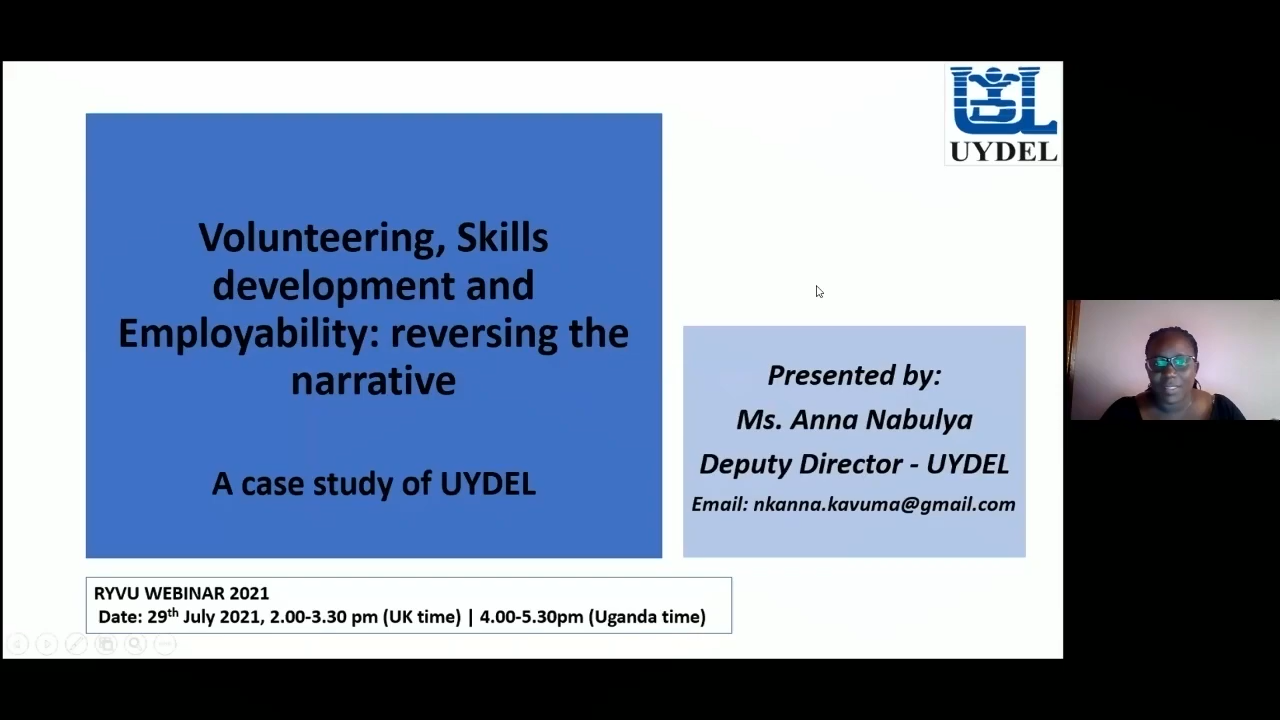 UYDEL
Volunteering, Skills
development and
Employability: reversing the
narrative
A case study of UYDEL
Presented by:
Ms. Anna Nabulya
Deputy Director - UYDEL
Email: nkanna.kavuma@gmail.com
RYVU WEBINAR 2021
Date: 29th July 2021, 2.00-3.30 pm (UK time) | 4.00-5.30pm (Uganda time)